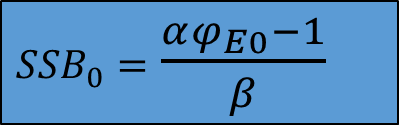 SSB₀ = (αφ_E0 − 1) / β